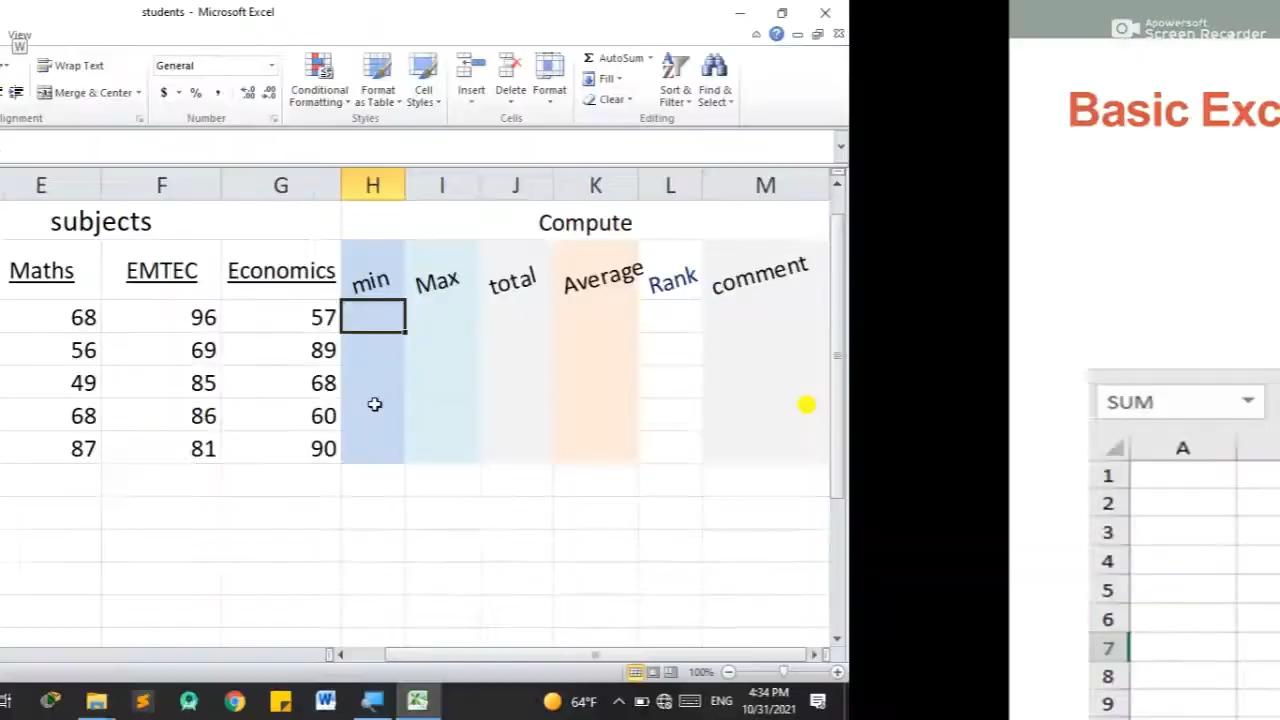 students - Microsoft Excel
View
W
Wrap Text
General
Merge & Center
$ % ,
Conditional Formatting
Format as Table
Cell Styles
Insert
Delete
Format
Σ AutoSum
Fill
Clear
Sort & Filter
Find & Select
Number
Styles
Cells
Editing
E F G H I J K L M
subjects Compute
Maths EMTEC Economics min Max total Average Rank comment
68 96 57
56 69 89
49 85 68
68 86 60
87 81 90
100%
64°F
ENG
4:34 PM
10/31/2021
Apowersoft
Screen Recorder
Basic Exc
SUM
A
1
2
3
4
5
6
7
8
9